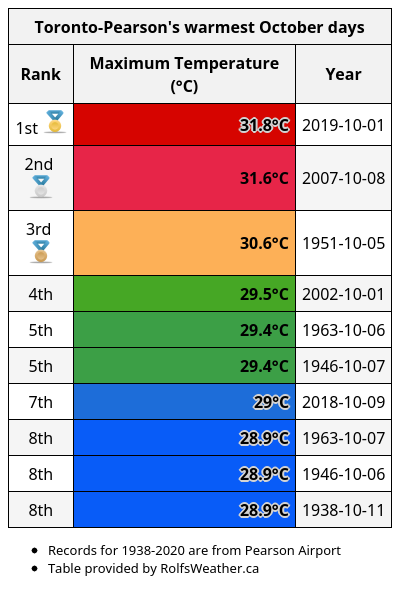 Toronto-Pearson's warmest October days
Rank Maximum Temperature (°C) Year
1st 31.8°C 2019-10-01
2nd 31.6°C 2007-10-08
3rd 30.6°C 1951-10-05
4th 29.5°C 2002-10-01
5th 29.4°C 1963-10-06
5th 29.4°C 1946-10-07
7th 29°C 2018-10-09
8th 28.9°C 1963-10-07
8th 28.9°C 1946-10-06
8th 28.9°C 1938-10-11
• Records for 1938-2020 are from Pearson Airport
• Table provided by RolfsWeather.ca